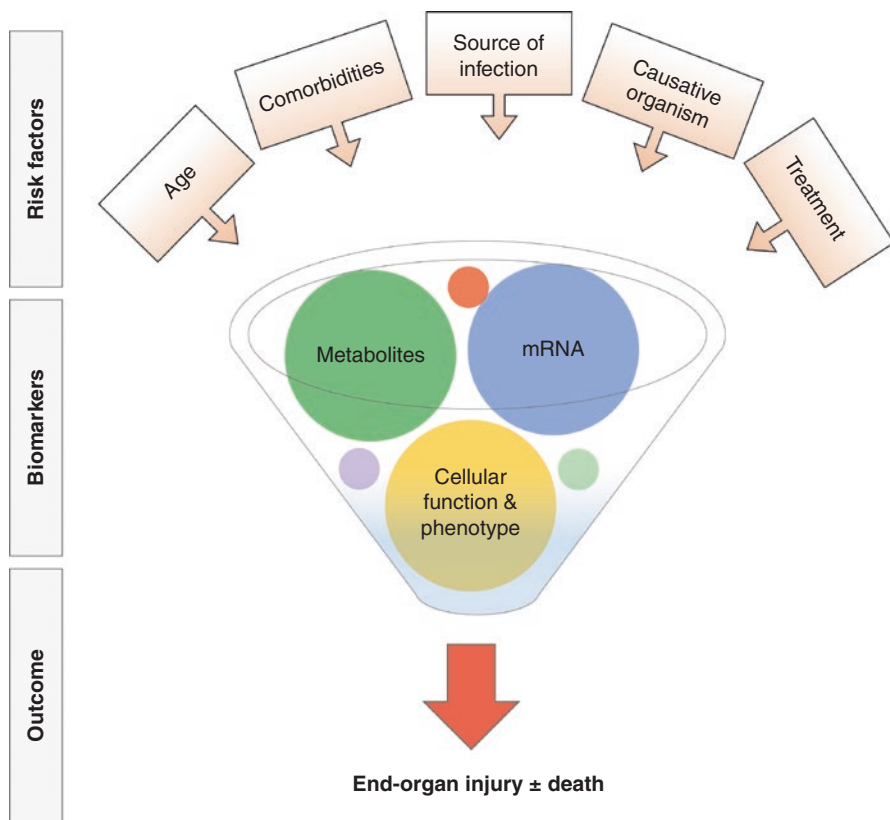 Risk factors
Age
Comorbidities
Source of
infection
Causative
organism
Treatment
Biomarkers
Metabolites
mRNA
Cellular
function &
phenotype
Outcome
End-organ injury ± death